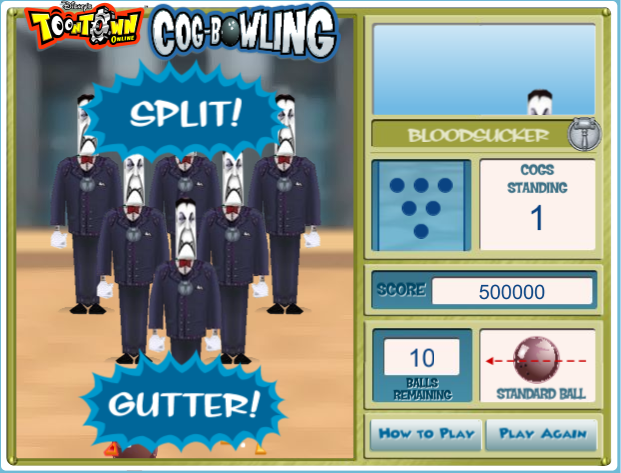 Disney's
TOONTOWN
ONLINE
COG-BOWLING
SPLIT!
GUTTER!
BLOODSUCKER
COGS
STANDING
1
SCORE 500000
10
BALLS
REMAINING
STANDARD BALL
HOW TO PLAY
PLAY AGAIN